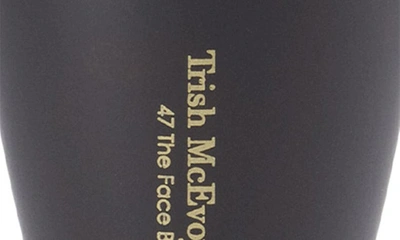 Trish McEvo
47 The Face B